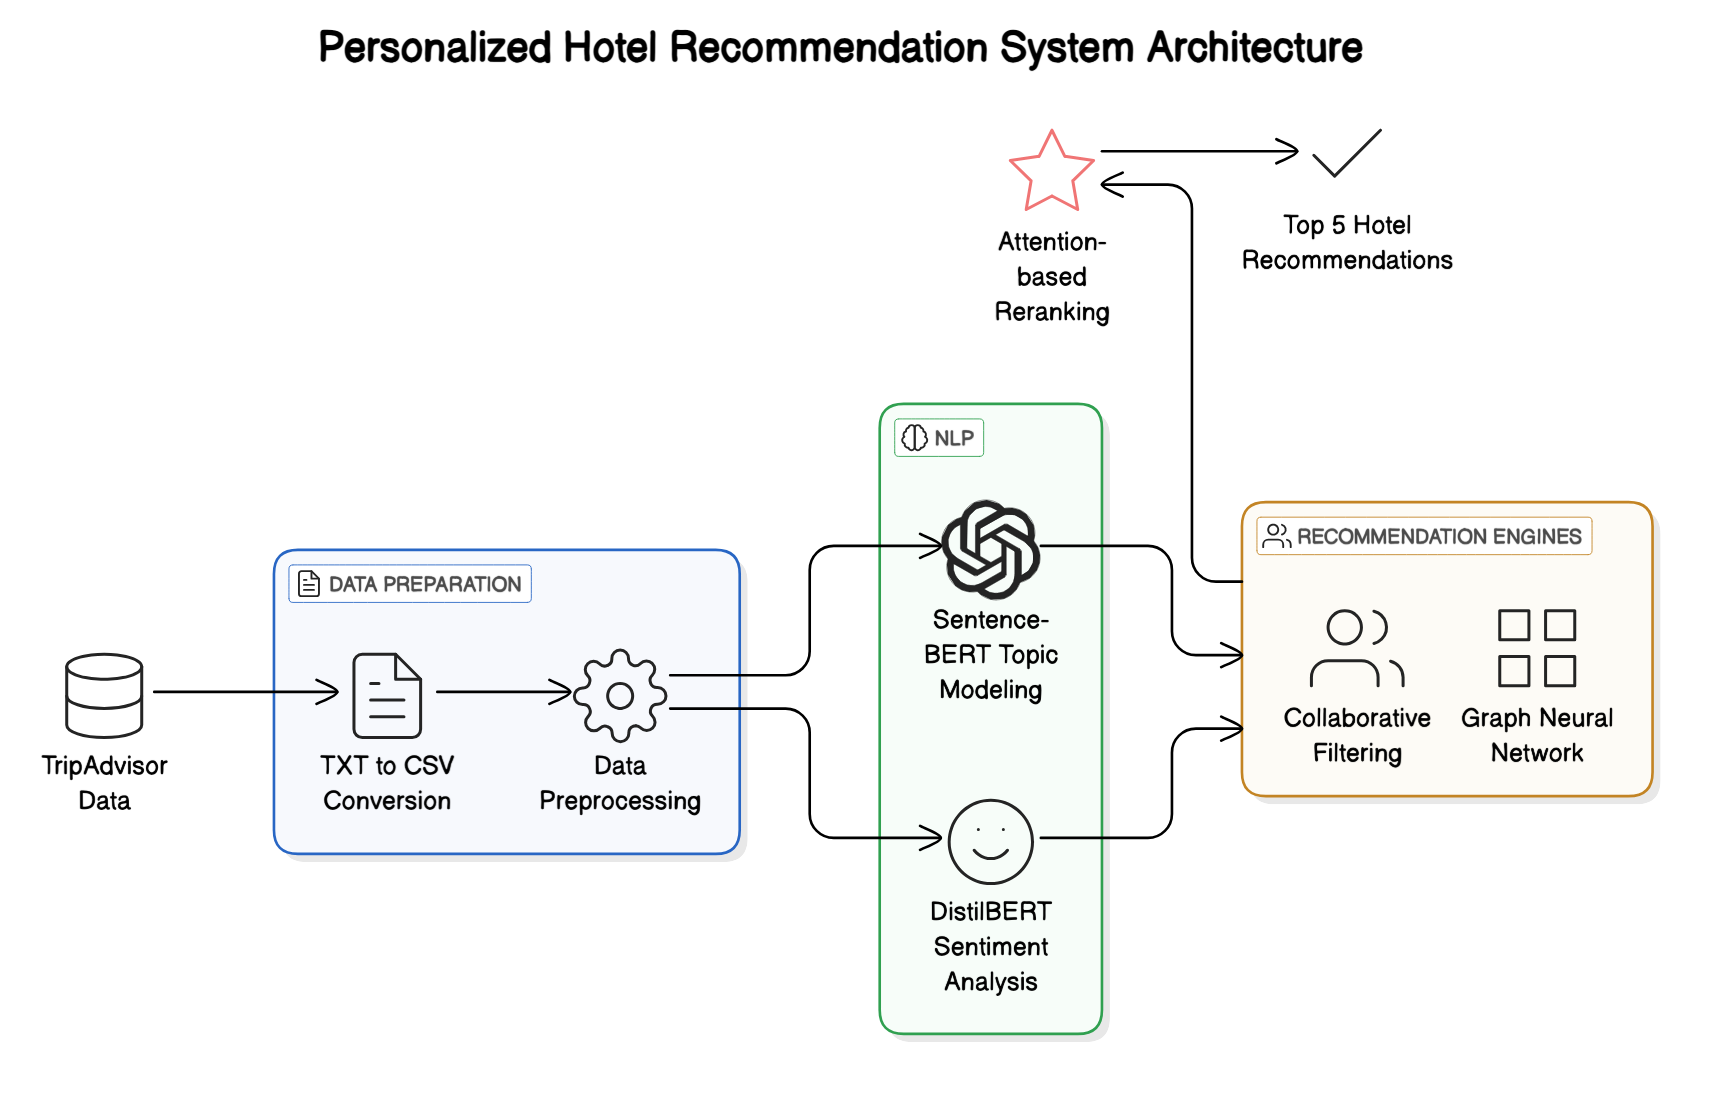 Personalized Hotel Recommendation System Architecture
Attention-
based
Reranking
Top 5 Hotel
Recommendations
NLP
RECOMMENDATION ENGINES
DATA PREPARATION
Sentence-
BERT Topic
Modeling
Collaborative
Filtering
Graph Neural
Network
TripAdvisor
Data
TXT to CSV
Conversion
Data
Preprocessing
DistilBERT
Sentiment
Analysis